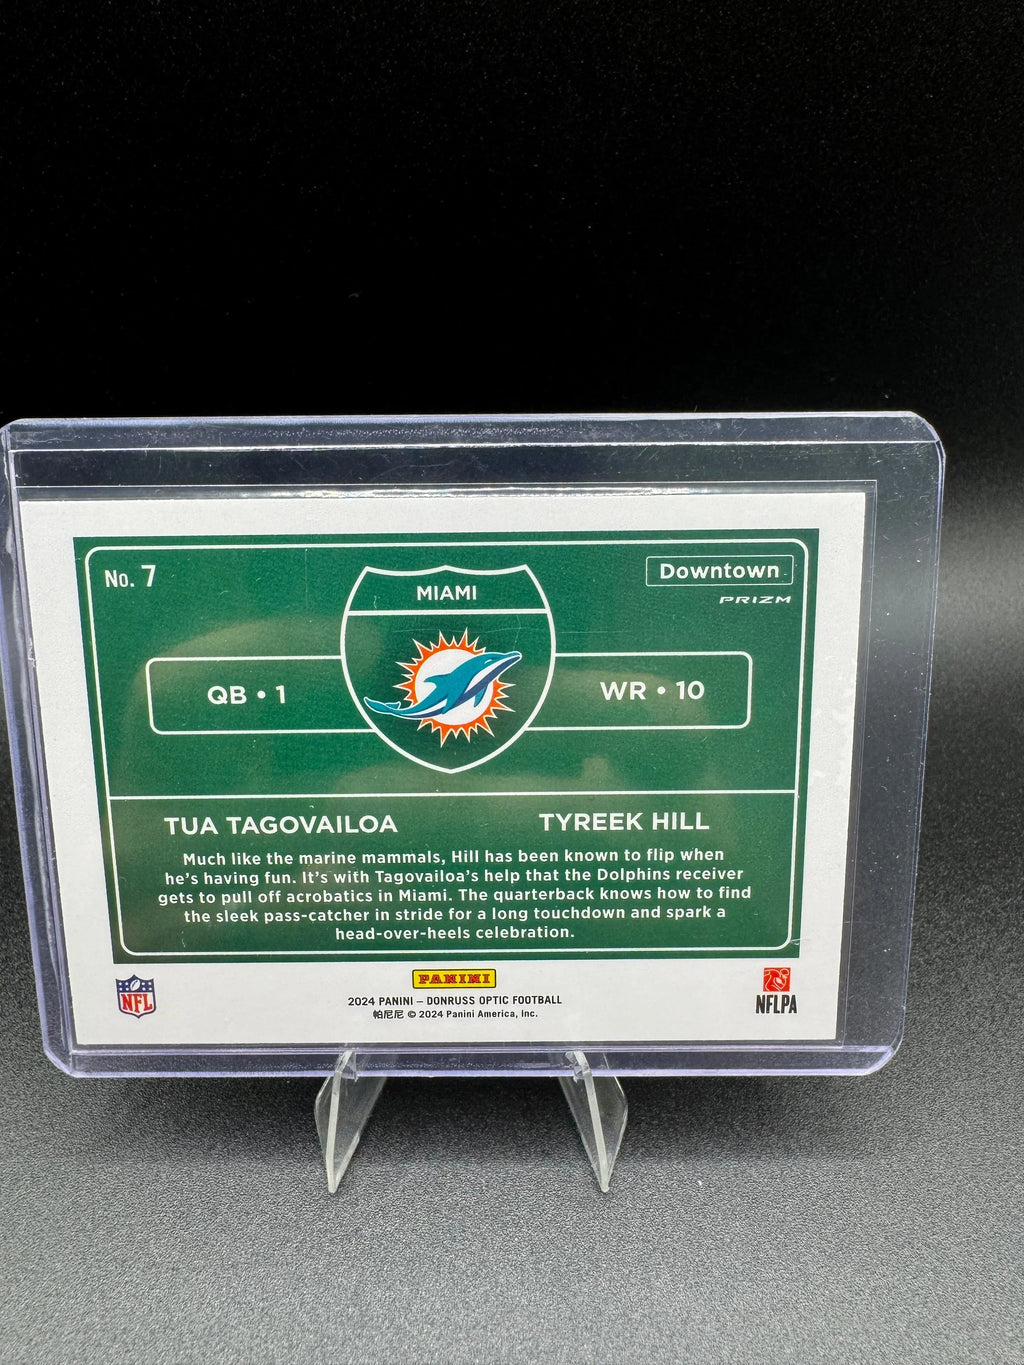 No. 7
MIAMI
Downtown
PRIZM
QB • 1
WR • 10
TUA TAGOVAILOA
TYREEK HILL
Much like the marine mammals, Hill has been known to flip when
he's having fun. It's with Tagovailoa's help that the Dolphins receiver
gets to pull off acrobatics in Miami. The quarterback knows how to find
the sleek pass-catcher in stride for a long touchdown and spark a
head-over-heels celebration.
NFL
PANINI
2024 PANINI – DONRUSS OPTIC FOOTBALL
帕尼尼 © 2024 Panini America, Inc.
NFLPA